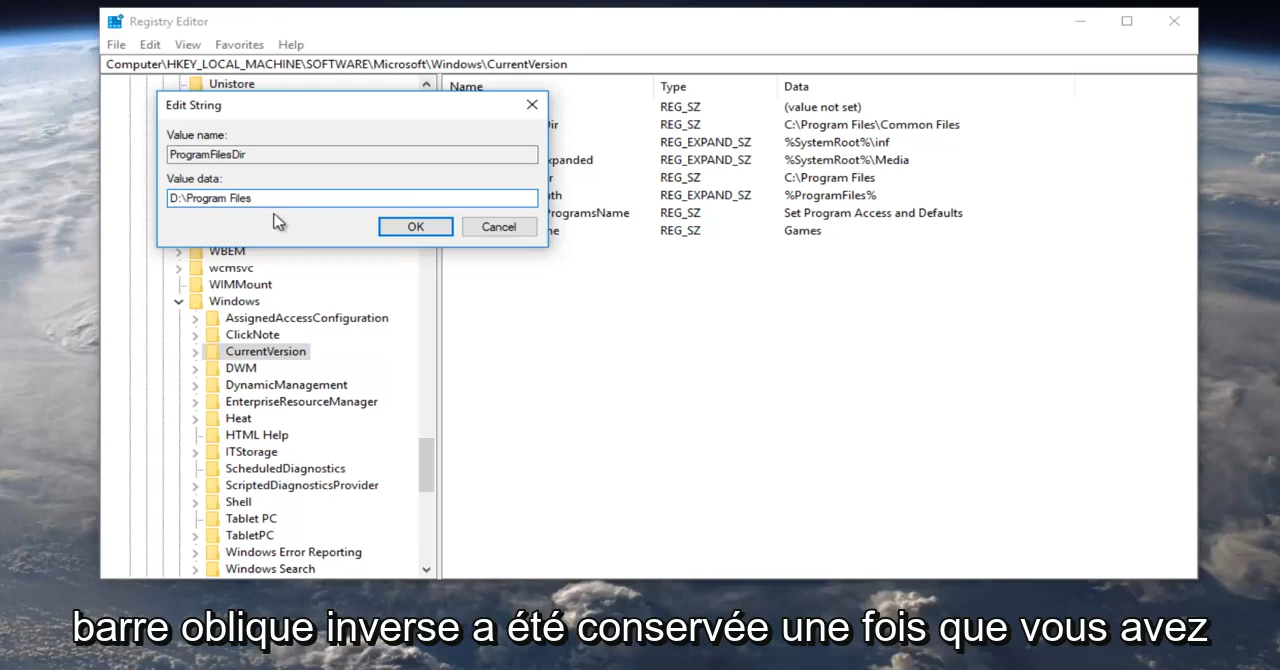 Registry Editor
File Edit View Favorites Help
Computer\HKEY_LOCAL_MACHINE\SOFTWARE\Microsoft\Windows\CurrentVersion
Unistore
Edit String
Value name:
ProgramFilesDir
Value data:
D:\Program Files
OK Cancel
WBEM
wcmsvc
WIMMount
Windows
AssignedAccessConfiguration
ClickNote
CurrentVersion
DWM
DynamicManagement
EnterpriseResourceManager
Heat
HTML Help
ITStorage
ScheduledDiagnostics
ScriptedDiagnosticsProvider
Shell
Tablet PC
TabletPC
Windows Error Reporting
Windows Search
Name Type Data
REG_SZ (value not set)
ir REG_SZ C:\Program Files\Common Files
REG_EXPAND_SZ %SystemRoot%\inf
xpanded REG_EXPAND_SZ %SystemRoot%\Media
r REG_SZ C:\Program Files
th REG_EXPAND_SZ %ProgramFiles%
ProgramsName REG_SZ Set Program Access and Defaults
ne REG_SZ Games
barre oblique inverse a été conservée une fois que vous avez